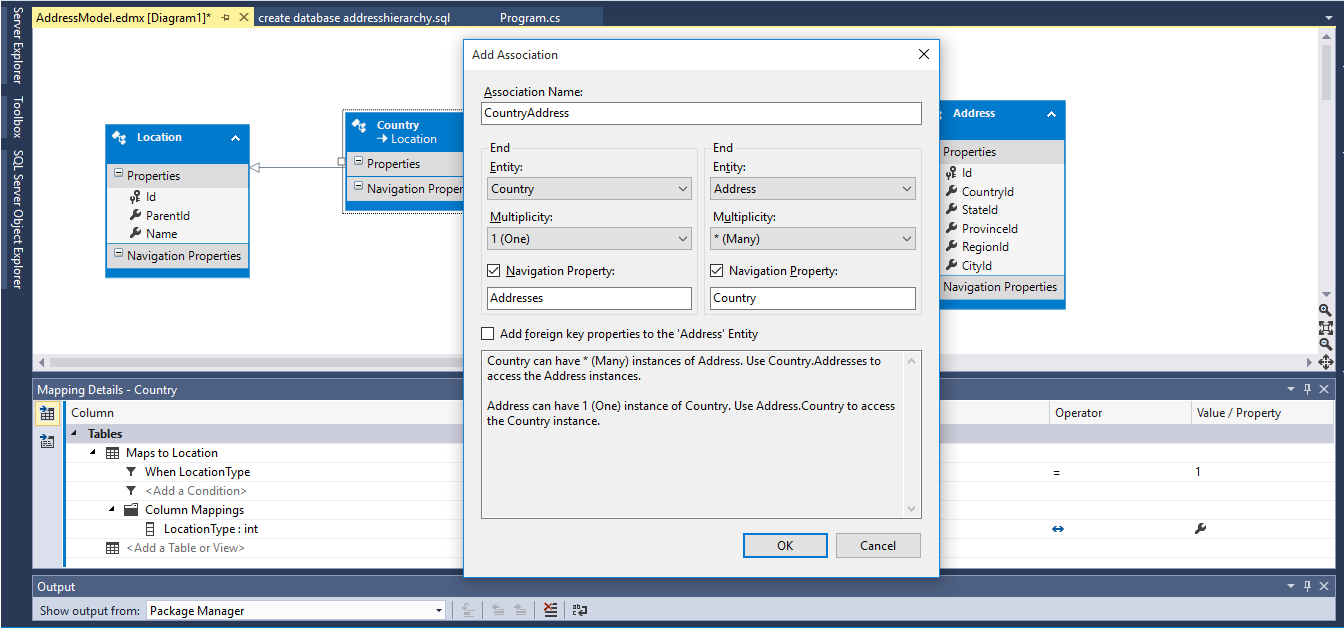 AddressModel.edmx [Diagram1]*
create database addresshierarchy.sql
Program.cs
Server Explorer
Toolbox
SQL Server Object Explorer
Location
Properties
Id
ParentId
Name
Navigation Properties
Country
Location
Properties
Navigation Proper
Add Association
Association Name:
CountryAddress
End
Entity:
Country
Multiplicity:
1 (One)
Navigation Property:
Addresses
End
Entity:
Address
Multiplicity:
* (Many)
Navigation Property:
Country
Add foreign key properties to the 'Address' Entity
Country can have * (Many) instances of Address. Use Country.Addresses to
access the Address instances.
Address can have 1 (One) instance of Country. Use Address.Country to access
the Country instance.
OK
Cancel
Address
Properties
Id
CountryId
StateId
ProvinceId
RegionId
CityId
Navigation Properties
Mapping Details - Country
Column
Operator
Value / Property
Tables
Maps to Location
When LocationType
=
1
<Add a Condition>
Column Mappings
LocationType : int
<Add a Table or View>
Output
Show output from:
Package Manager